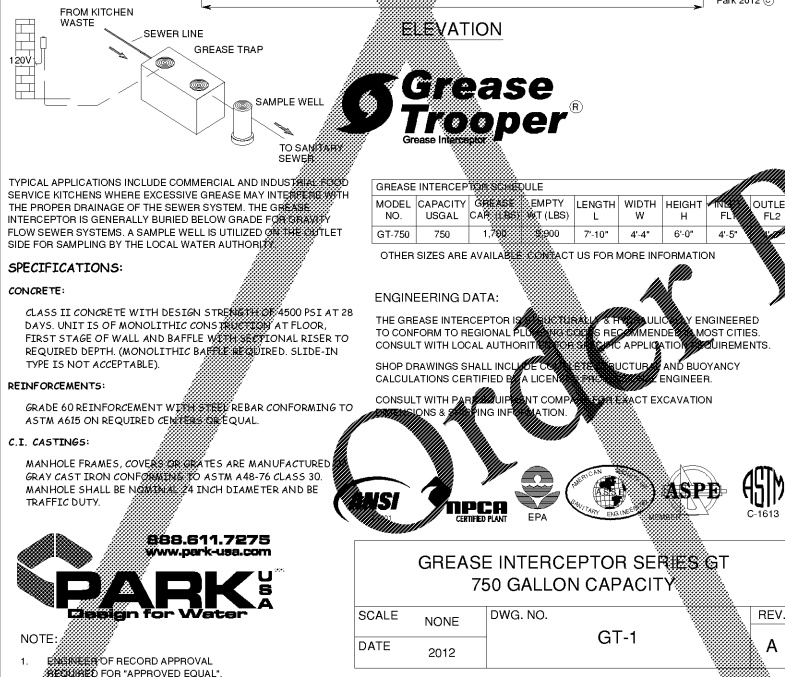 Park 2012 ©
ELEVATION
FROM KITCHEN
WASTE
SEWER LINE
GREASE TRAP
120V
SAMPLE WELL
TO SANITARY
SEWER
Grease
Trooper ®
Grease Interceptor
TYPICAL APPLICATIONS INCLUDE COMMERCIAL AND INDUSTRIAL FOOD
SERVICE KITCHENS WHERE EXCESSIVE GREASE MAY INTERFERE WITH
THE PROPER DRAINAGE OF THE SEWER SYSTEM. THE GREASE
INTERCEPTOR IS GENERALLY BURIED BELOW GRADE FOR GRAVITY
FLOW SEWER SYSTEMS. A SAMPLE WELL IS UTILIZED ON THE OUTLET
SIDE FOR SAMPLING BY THE LOCAL WATER AUTHORITY.
SPECIFICATIONS:
CONCRETE:
CLASS II CONCRETE WITH DESIGN STRENGTH OF 4500 PSI AT 28
DAYS. UNIT IS OF MONOLITHIC CONSTRUCTION AT FLOOR,
FIRST STAGE OF WALL AND BAFFLE WITH SECTIONAL RISER TO
REQUIRED DEPTH. (MONOLITHIC BAFFLE REQUIRED. SLIDE-IN
TYPE IS NOT ACCEPTABLE).
REINFORCEMENTS:
GRADE 60 REINFORCEMENT WITH STEEL REBAR CONFORMING TO
ASTM A615 ON REQUIRED CENTERS OR EQUAL.
C.I. CASTINGS:
MANHOLE FRAMES, COVERS OR GRATES ARE MANUFACTURED OF
GRAY CAST IRON CONFORMING TO ASTM A48-76 CLASS 30.
MANHOLE SHALL BE NOMINAL 24 INCH DIAMETER AND BE
TRAFFIC DUTY.
888.611.7275
www.park-usa.com
PARK USA
Design for Water
NOTE:
1. ENGINEER OF RECORD APPROVAL
REQUIRED FOR "APPROVED EQUAL".
GREASE INTERCEPTOR SCHEDULE
MODEL CAPACITY GREASE EMPTY LENGTH WIDTH HEIGHT INLET OUTLE
NO. USGAL CAP. (LBS) WT (LBS) L W H FL1 FL2
GT-750 750 1,700 9,900 7'-10" 4'-4" 6'-0" 4'-5"
OTHER SIZES ARE AVAILABLE. CONTACT US FOR MORE INFORMATION
ENGINEERING DATA:
THE GREASE INTERCEPTOR IS STRUCTURALLY & HYDRAULICALLY ENGINEERED
TO CONFORM TO REGIONAL PLUMBING CODES RECOMMENDED IN MOST CITIES.
CONSULT WITH LOCAL AUTHORITIES FOR SPECIFIC APPLICATION REQUIREMENTS.
SHOP DRAWINGS SHALL INCLUDE COMPLETE STRUCTURAL AND BUOYANCY
CALCULATIONS CERTIFIED BY A LICENSED PROFESSIONAL ENGINEER.
CONSULT WITH PARK EQUIPMENT COMPANY FOR EXACT EXCAVATION
DIMENSIONS & SHIPPING INFORMATION.
Order
ANSI
NPCA
CERTIFIED PLANT
EPA
AMERICAN SOCIETY
A.S.S.E.
SANITARY ENGINEERING
ASPE
MEMBER
ASTM
C-1613
GREASE INTERCEPTOR SERIES GT
750 GALLON CAPACITY
SCALE NONE DWG. NO. REV.
GT-1 A
DATE 2012